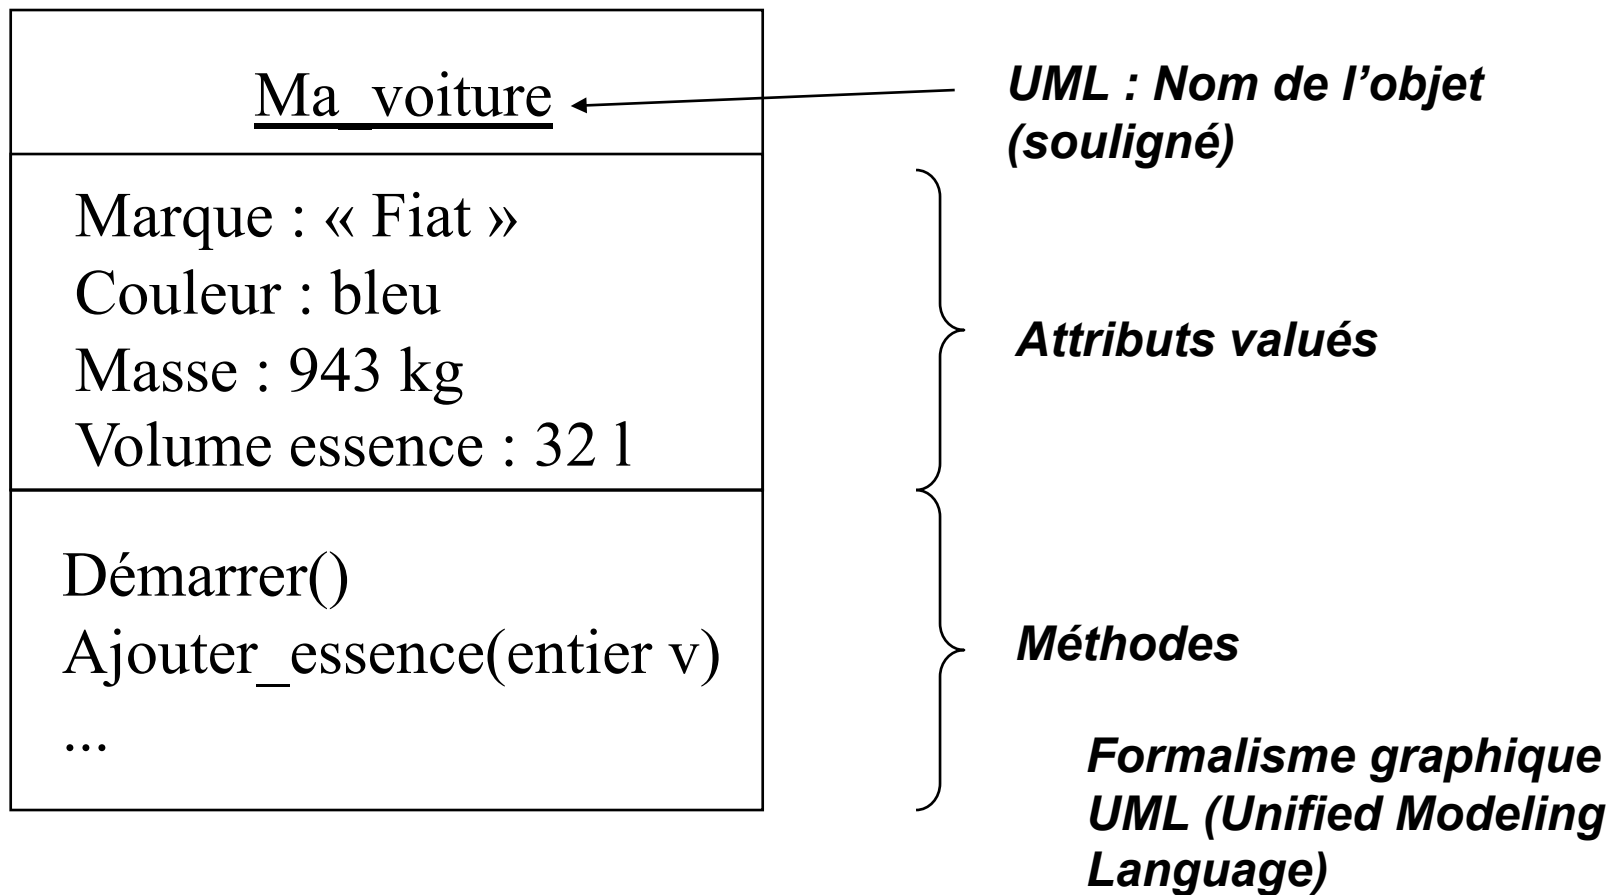 Ma_voiture
UML : Nom de l’objet
(souligné)
Marque : « Fiat »
Couleur : bleu
Masse : 943 kg
Volume essence : 32 l
Attributs valués
Démarrer()
Ajouter_essence(entier v)
...
Méthodes
Formalisme graphique
UML (Unified Modeling
Language)